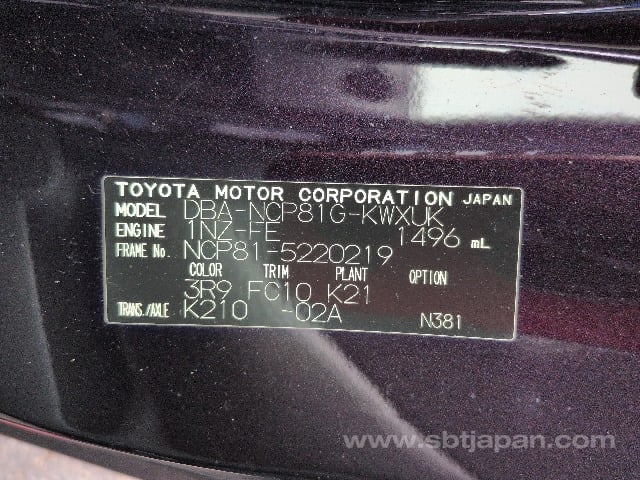 TOYOTA MOTOR CORPORATION JAPAN
MODEL DBA-NCP81G-KWXUK
ENGINE 1NZ-FE 1496 mL
FRAME No. NCP81-5220219
COLOR TRIM PLANT OPTION
3R9 FC10 K21
TRANS./AXLE K210 -02A N381
www.sbtjapan.com